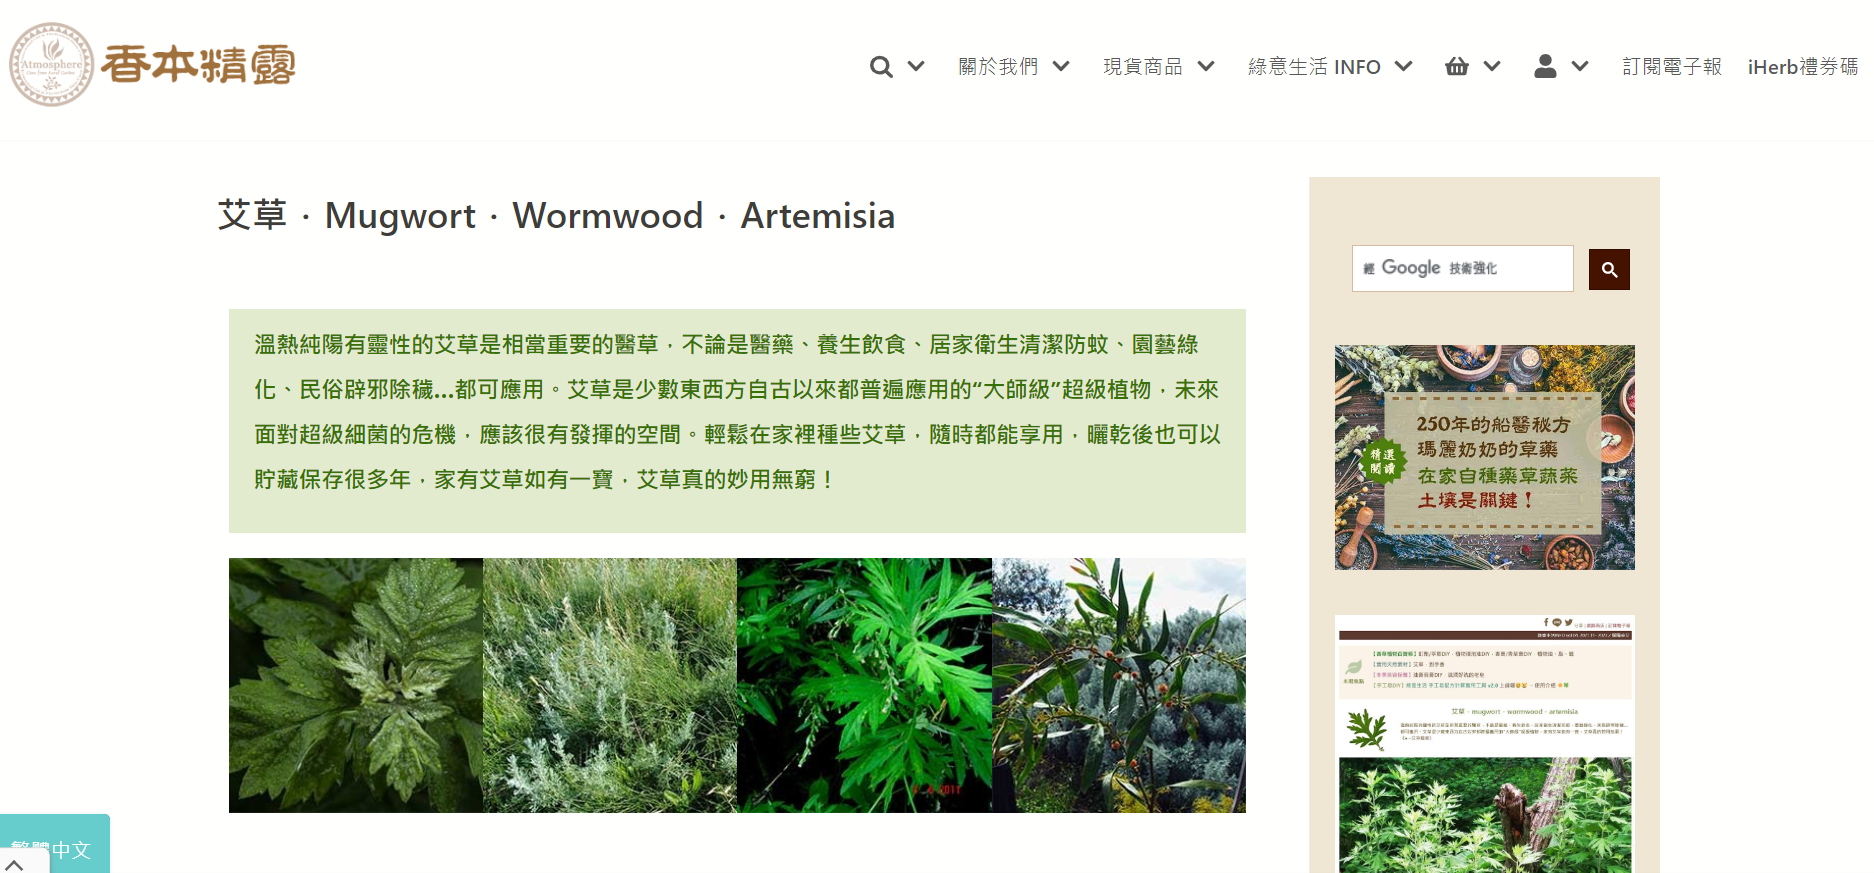 Atmosphere
香本精露
關於我們
現貨商品
綠意生活 INFO
訂閱電子報
iHerb禮券碼
艾草．Mugwort．Wormwood．Artemisia
溫熱純陽有靈性的艾草是相當重要的醫草，不論是醫藥、養生飲食、居家衛生清潔防蚊、園藝綠
化、民俗辟邪除穢...都可應用。艾草是少數東西方自古以來都普遍應用的“大師級”超級植物，未來
面對超級細菌的危機，應該很有發揮的空間。輕鬆在家裡種些艾草，隨時都能享用，曬乾後也可以
貯藏保存很多年，家有艾草如有一寶，艾草真的妙用無窮！
經 Google 技術強化
精選
閱讀
250年的船醫秘方
瑪麗奶奶的草藥
在家自種藥草蔬菜
土壤是關鍵！
艾草．mugwort．wormwood．artemisia
2011
繁體中文